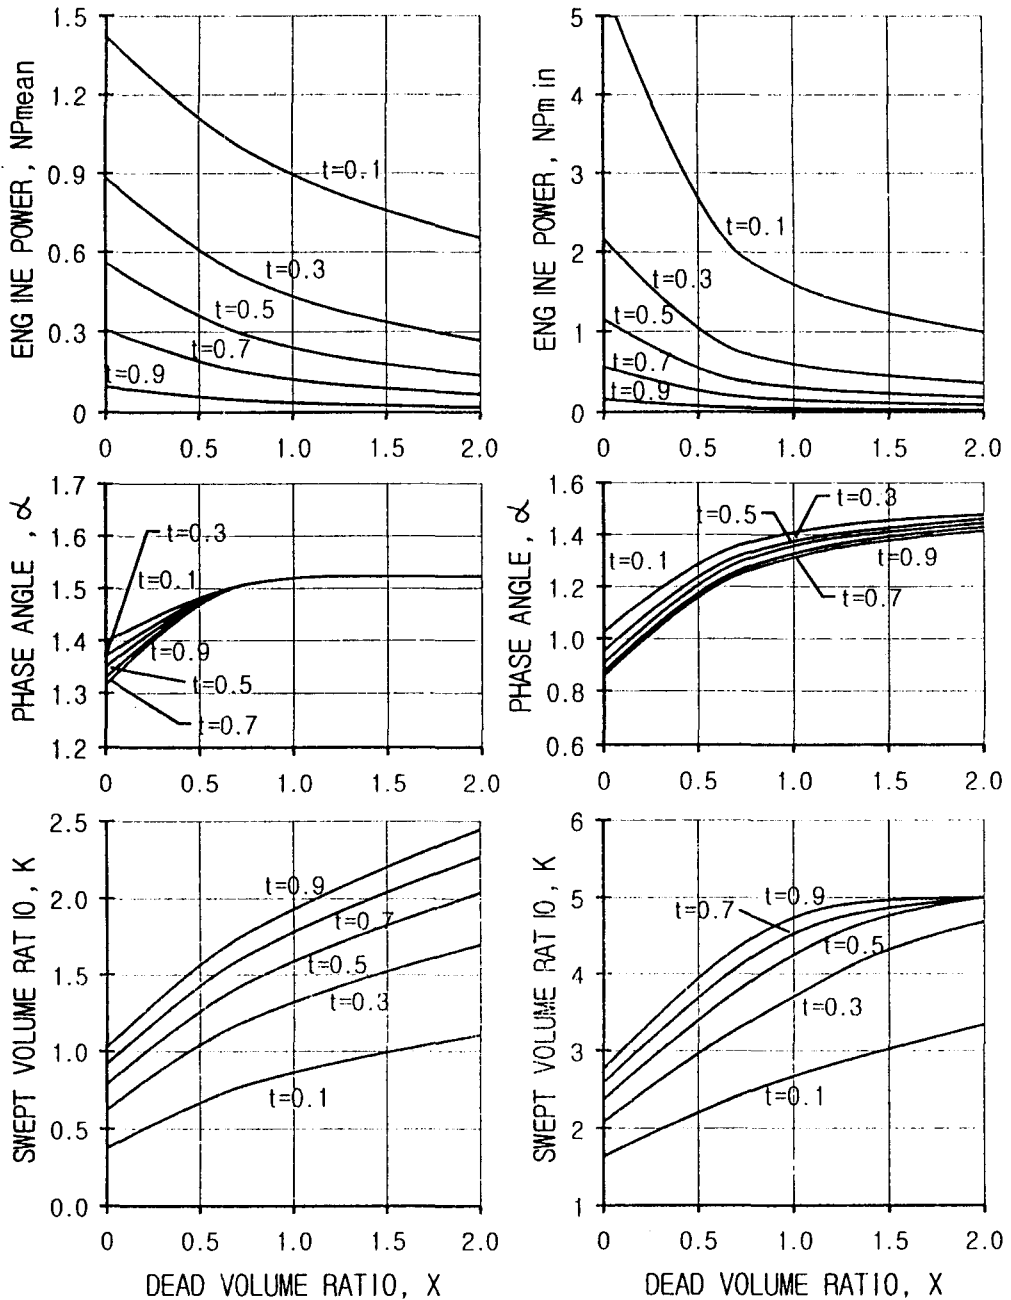 ENGINE POWER, NPmean
1.5
1.2
0.9
0.6
0.3
0
t=0.1
t=0.3
t=0.5
t=0.7
t=0.9
0 0.5 1.0 1.5 2.0
ENGINE POWER, NPmin
5
4
3
2
1
0
t=0.1
t=0.3
t=0.5
t=0.7
t=0.9
0 0.5 1.0 1.5 2.0
PHASE ANGLE, α
1.7
1.6
1.5
1.4
1.3
1.2
t=0.3
t=0.1
t=0.9
t=0.5
t=0.7
0 0.5 1.0 1.5 2.0
PHASE ANGLE, α
1.6
1.4
1.2
1.0
0.8
0.6
t=0.3
t=0.5
t=0.1
t=0.9
t=0.7
0 0.5 1.0 1.5 2.0
SWEPT VOLUME RATIO, K
2.5
2.0
1.5
1.0
0.5
0.0
t=0.9
t=0.7
t=0.5
t=0.3
t=0.1
0 0.5 1.0 1.5 2.0
DEAD VOLUME RATIO, X
SWEPT VOLUME RATIO, K
6
5
4
3
2
1
t=0.9
t=0.7
t=0.5
t=0.3
t=0.1
0 0.5 1.0 1.5 2.0
DEAD VOLUME RATIO, X